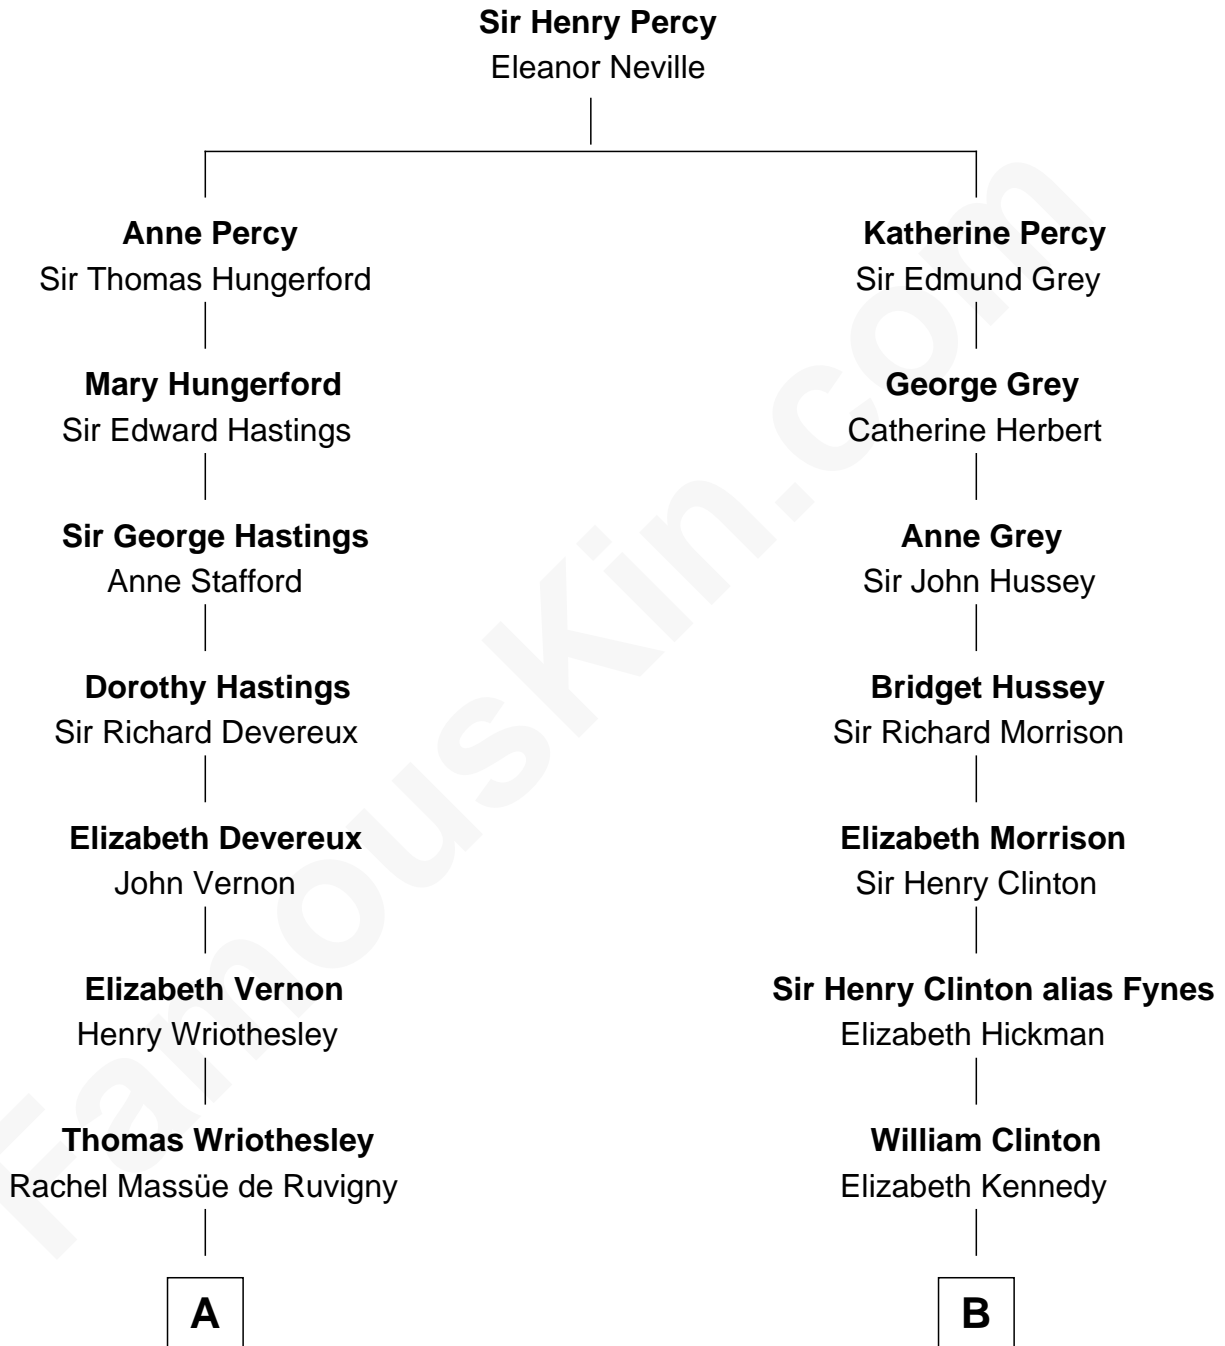 Sir Henry Percy
Eleanor Neville
Anne Percy
Sir Thomas Hungerford
Katherine Percy
Sir Edmund Grey
Mary Hungerford
Sir Edward Hastings
George Grey
Catherine Herbert
Sir George Hastings
Anne Stafford
Anne Grey
Sir John Hussey
Dorothy Hastings
Sir Richard Devereux
Bridget Hussey
Sir Richard Morrison
Elizabeth Devereux
John Vernon
Elizabeth Morrison
Sir Henry Clinton
Elizabeth Vernon
Henry Wriothesley
Sir Henry Clinton alias Fynes
Elizabeth Hickman
Thomas Wriothesley
Rachel Massüe de Ruvigny
William Clinton
Elizabeth Kennedy
A
B
FamousKin.com